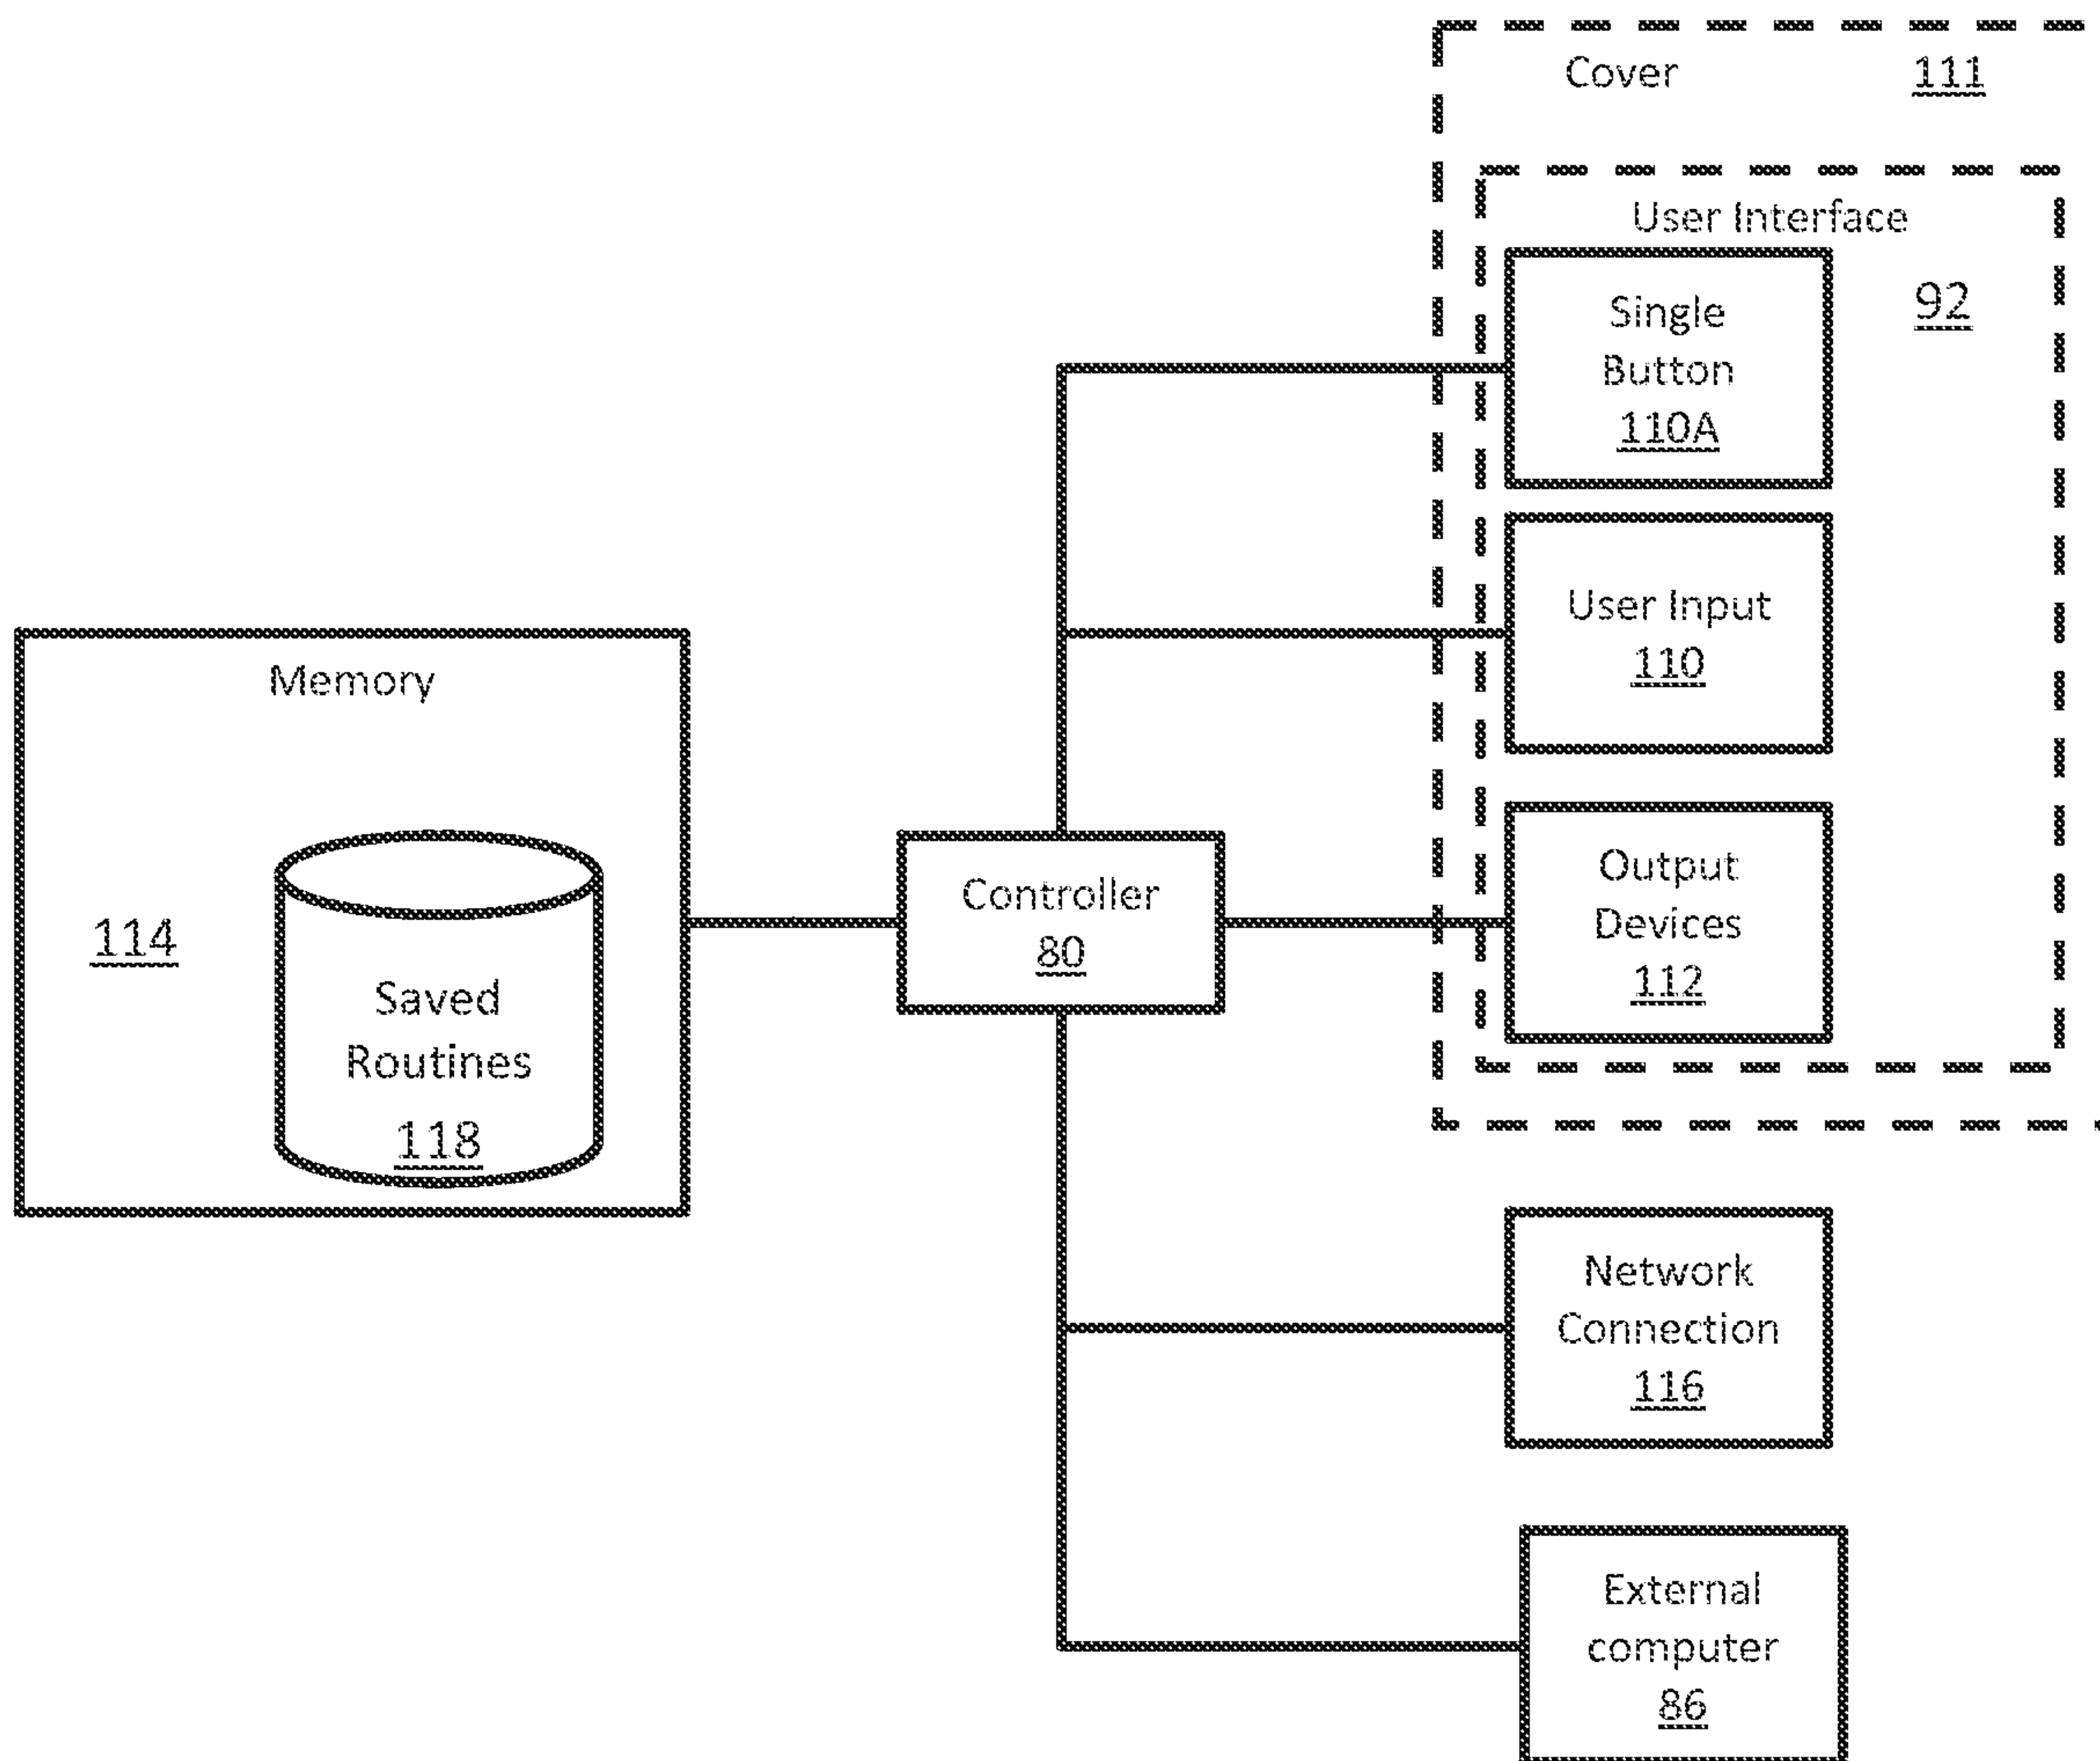 Cover 111
User Interface
92
Single
Button
110A
User Input
110
Memory
Output
Devices
112
Controller
80
114
Saved
Routines
118
Network
Connection
116
External
computer
86